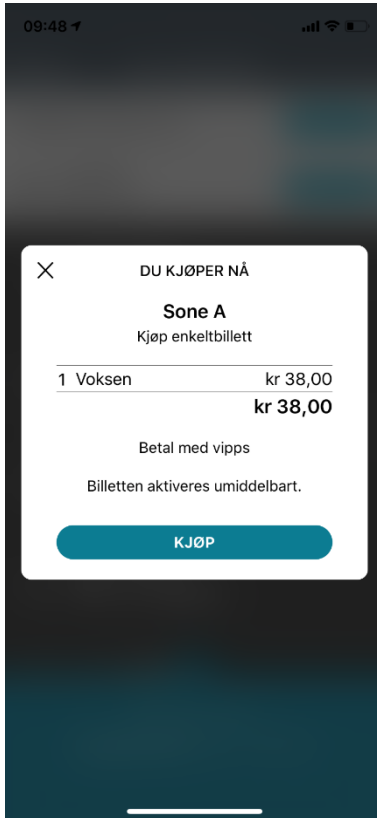 09:48
DU KJØPER NÅ
Sone A
Kjøp enkeltbillett
1 Voksen kr 38,00
kr 38,00
Betal med vipps
Billetten aktiveres umiddelbart.
KJØP